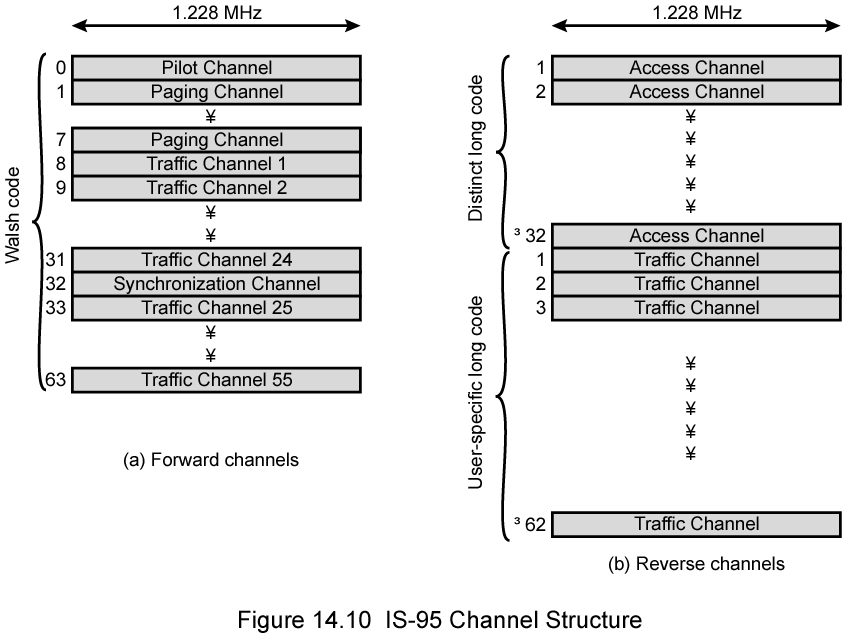 1.228 MHz
Walsh code
0 Pilot Channel
1 Paging Channel
¥
7 Paging Channel
8 Traffic Channel 1
9 Traffic Channel 2
¥
¥
31 Traffic Channel 24
32 Synchronization Channel
33 Traffic Channel 25
¥
¥
63 Traffic Channel 55
(a) Forward channels
1.228 MHz
Distinct long code
1 Access Channel
2 Access Channel
¥
¥
¥
¥
¥
³ 32 Access Channel
User-specific long code
1 Traffic Channel
2 Traffic Channel
3 Traffic Channel
¥
¥
¥
¥
¥
³ 62 Traffic Channel
(b) Reverse channels
Figure 14.10 IS-95 Channel Structure